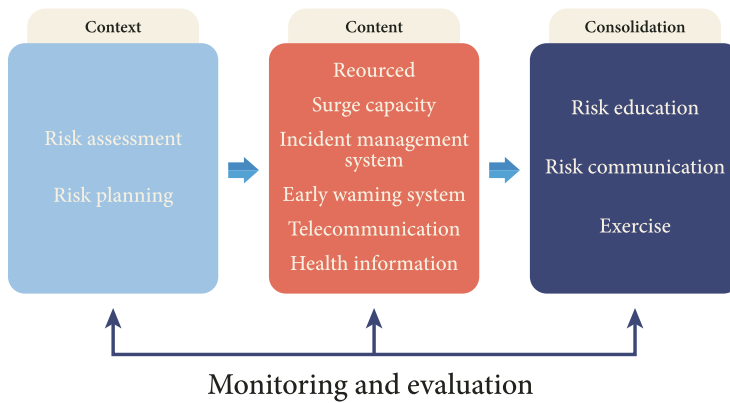 Context
Risk assessment
Risk planning
Content
Reourced
Surge capacity
Incident management
system
Early waming system
Telecommunication
Health information
Consolidation
Risk education
Risk communication
Exercise
Monitoring and evaluation